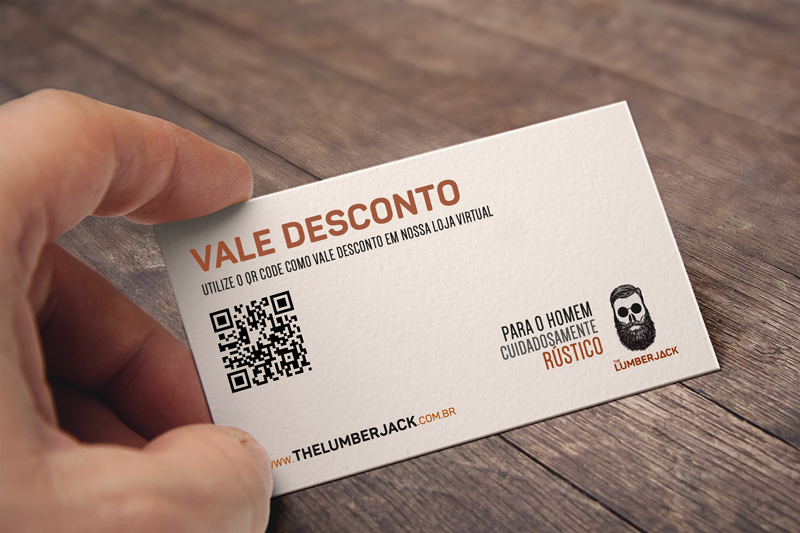 VALE DESCONTO
UTILIZE O QR CODE COMO VALE DESCONTO EM NOSSA LOJA VIRTUAL
PARA O HOMEM
CUIDADOSAMENTE
RÚSTICO
THE
LUMBERJACK
WWW.THELUMBERJACK.COM.BR